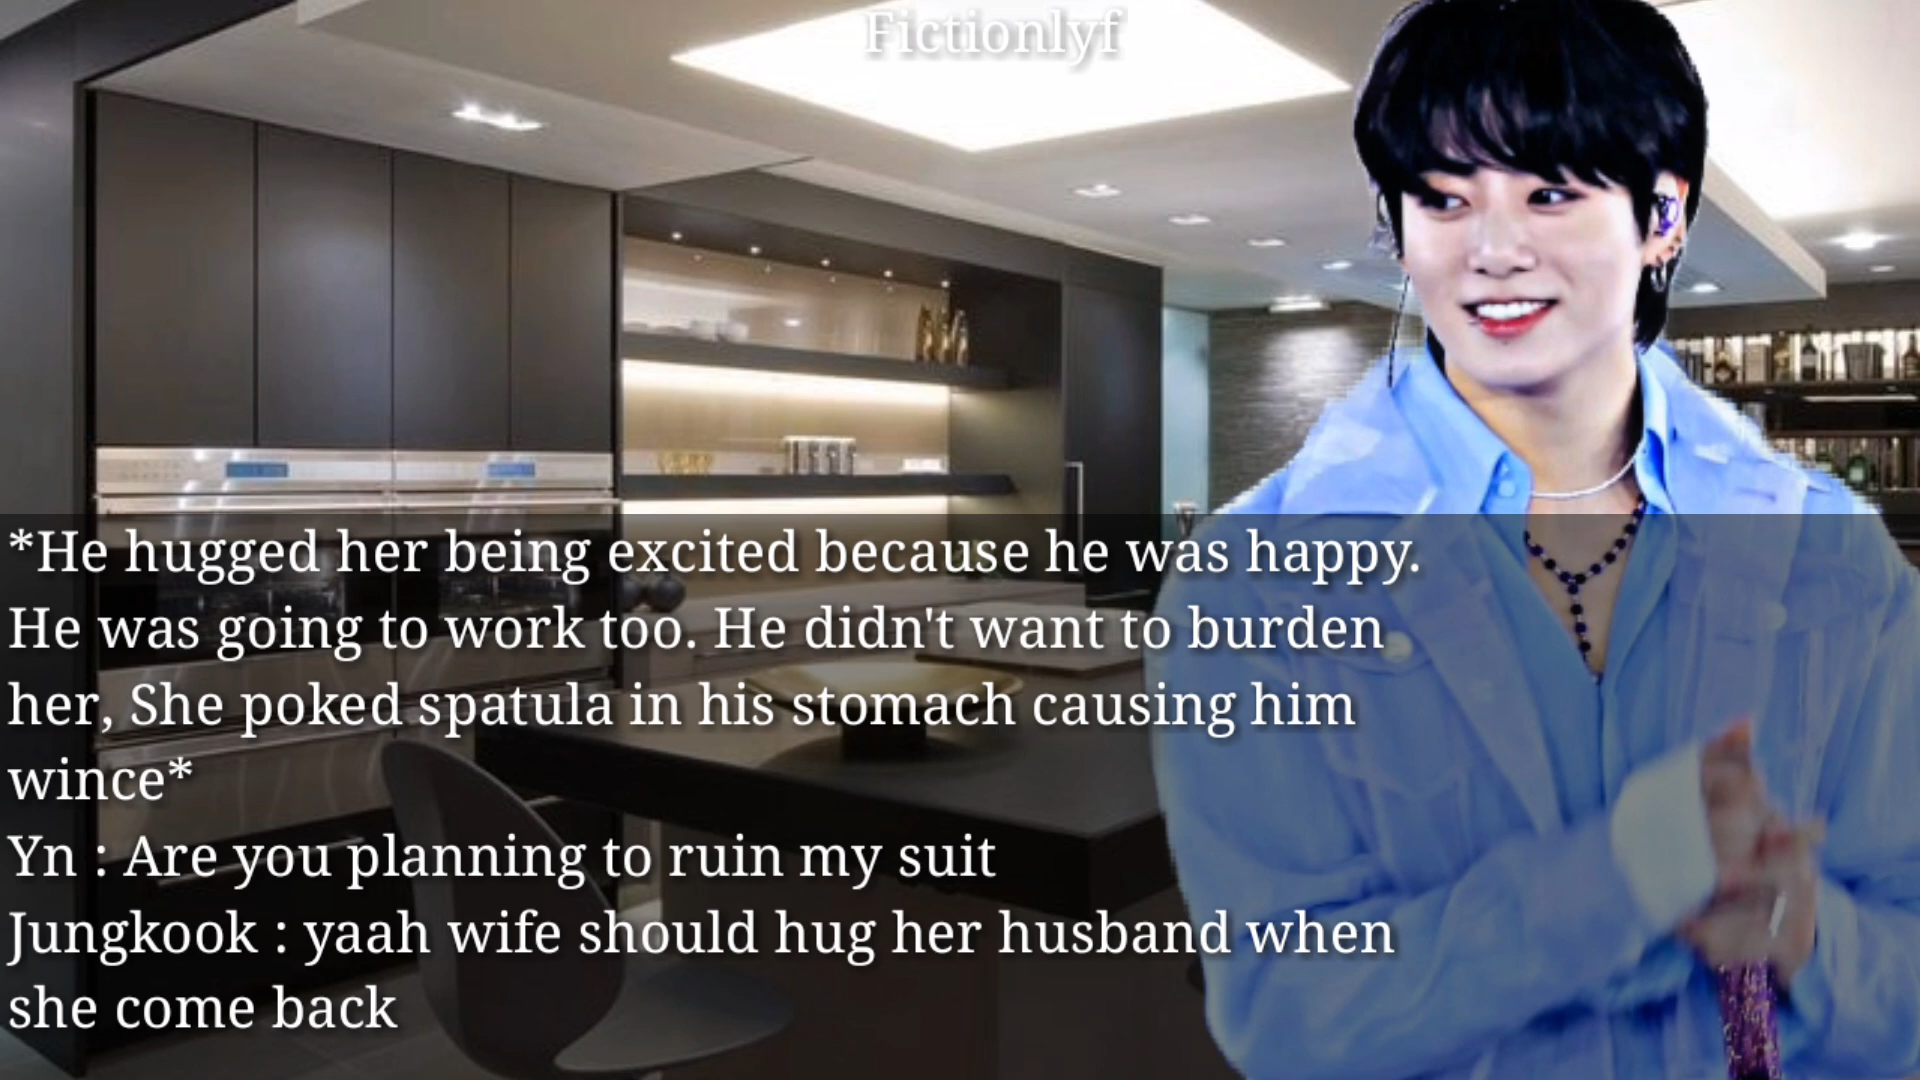 Fictionlyf
*He hugged her being excited because he was happy.
He was going to work too. He didn't want to burden
her, She poked spatula in his stomach causing him
wince*
Yn : Are you planning to ruin my suit
Jungkook : yaah wife should hug her husband when
she come back